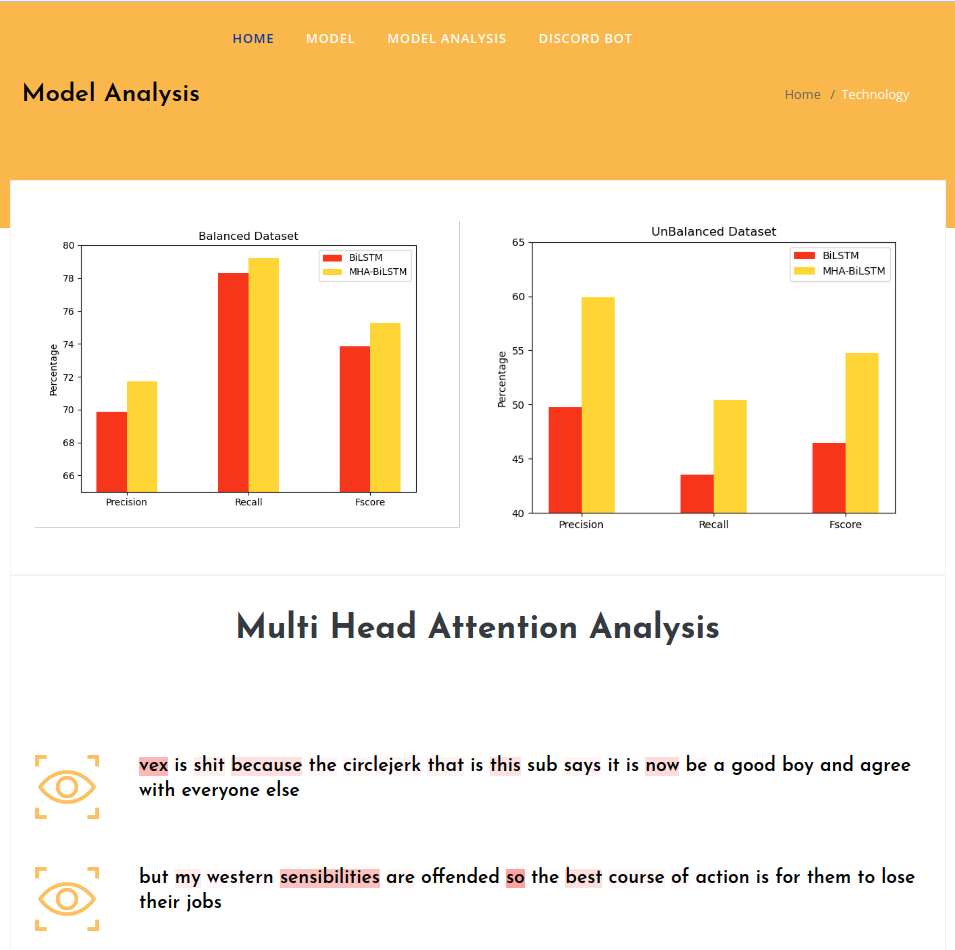 HOME MODEL MODEL ANALYSIS DISCORD BOT
Model Analysis
Home / Technology
Balanced Dataset
BiLSTM
MHA-BiLSTM
Percentage
80
78
76
74
72
70
68
66
Precision Recall Fscore
UnBalanced Dataset
BiLSTM
MHA-BiLSTM
Percentage
65
60
55
50
45
40
Precision Recall Fscore
Multi Head Attention Analysis
vex is shit because the circlejerk that is this sub says it is now be a good boy and agree
with everyone else
but my western sensibilities are offended so the best course of action is for them to lose
their jobs